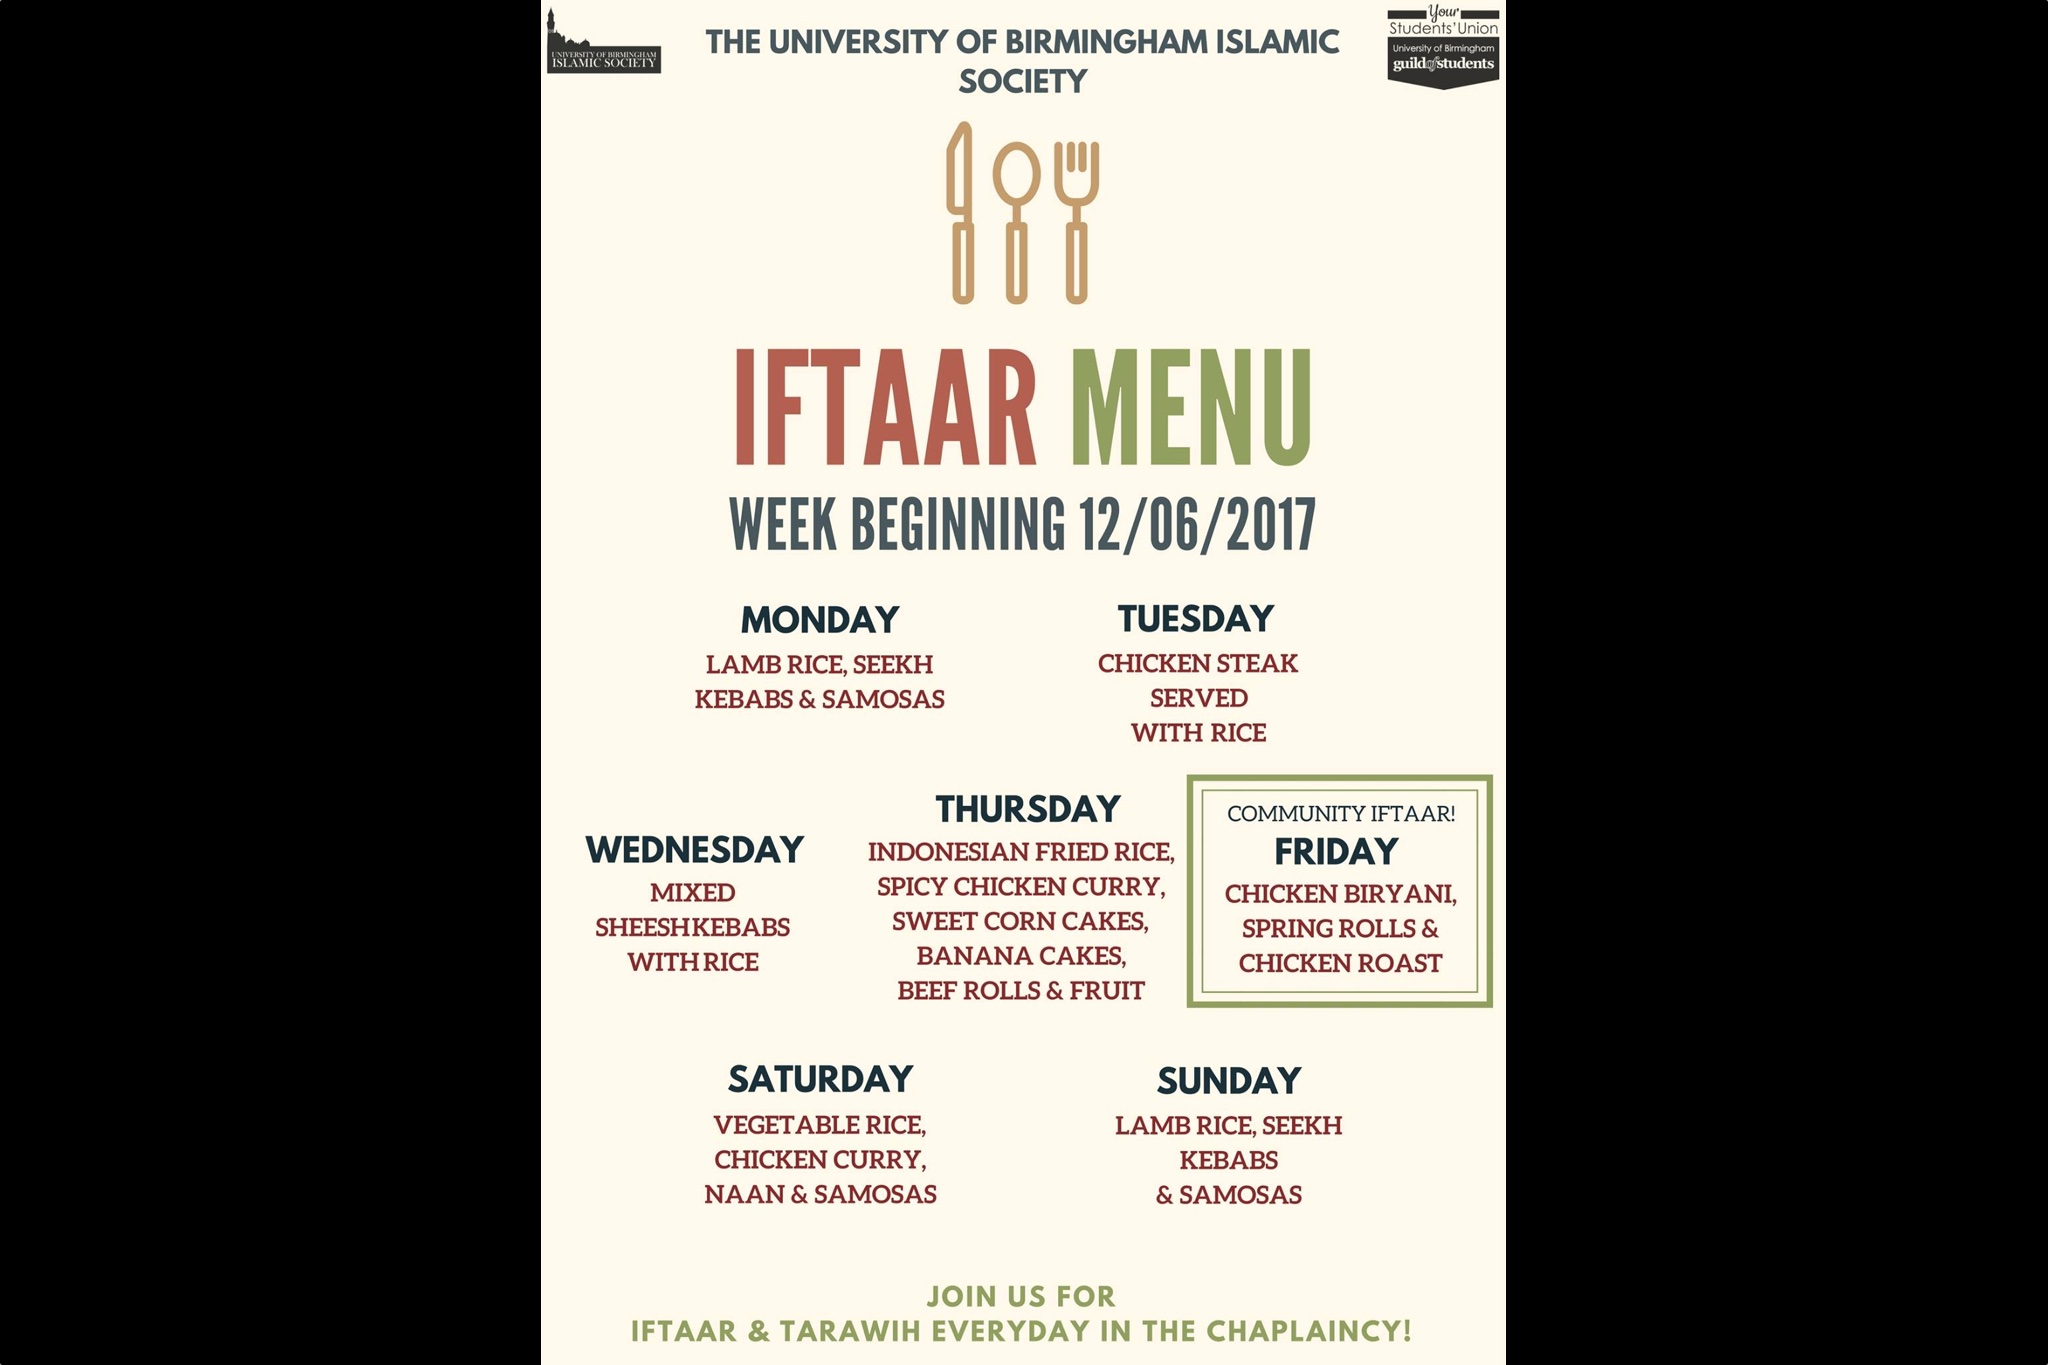 UNIVERSITY OF BIRMINGHAM
ISLAMIC SOCIETY
THE UNIVERSITY OF BIRMINGHAM ISLAMIC
SOCIETY
Your
Students' Union
University of Birmingham
guild of students
IFTAAR MENU
WEEK BEGINNING 12/06/2017
MONDAY
LAMB RICE, SEEKH
KEBABS & SAMOSAS
TUESDAY
CHICKEN STEAK
SERVED
WITH RICE
WEDNESDAY
MIXED
SHEESH KEBABS
WITH RICE
THURSDAY
INDONESIAN FRIED RICE,
SPICY CHICKEN CURRY,
SWEET CORN CAKES,
BANANA CAKES,
BEEF ROLLS & FRUIT
COMMUNITY IFTAAR!
FRIDAY
CHICKEN BIRYANI,
SPRING ROLLS &
CHICKEN ROAST
SATURDAY
VEGETABLE RICE,
CHICKEN CURRY,
NAAN & SAMOSAS
SUNDAY
LAMB RICE, SEEKH
KEBABS
& SAMOSAS
JOIN US FOR
IFTAAR & TARAWIH EVERYDAY IN THE CHAPLAINCY!